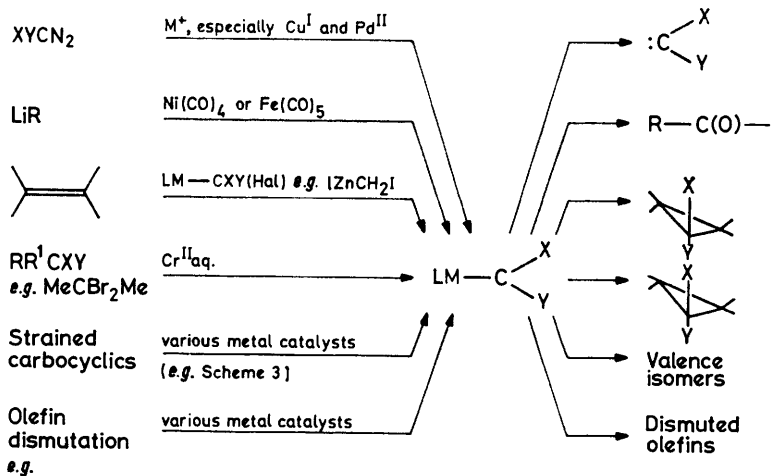 XYCN₂
M⁺, especially Cuᴵ and Pdᴵᴵ
:C
X
Y
LiR
Ni(CO)₄ or Fe(CO)₅
R—C(O)—
LM—CXY(Hal) e.g. IZnCH₂I
X
Y
RR¹CXY
e.g. MeCBr₂Me
Crᴵᴵaq.
LM—C
X
Y
X
Y
Strained
carbocyclics
various metal catalysts
(e.g. Scheme 3)
Valence
isomers
Olefin
dismutation
e.g.
various metal catalysts
Dismuted
olefins